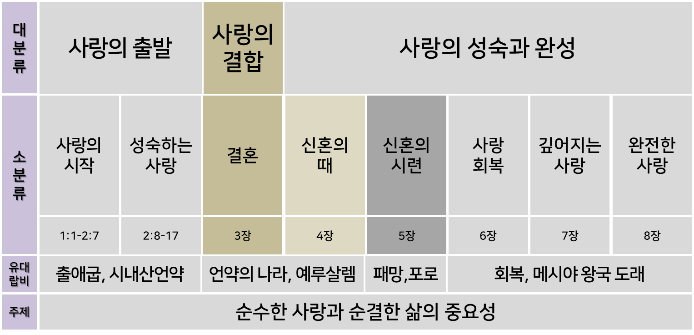 대
분
류
사랑의 출발
사랑의
결합
사랑의 성숙과 완성
소
분
류
사랑의
시작
성숙하는
사랑
결혼
신혼의
때
신혼의
시련
사랑
회복
깊어지는
사랑
완전한
사랑
1:1-2:7
2:8-17
3장
4장
5장
6장
7장
8장
유대
랍비
출애굽, 시내산언약
언약의 나라, 예루살렘
패망,포로
회복, 메시야 왕국 도래
주제
순수한 사랑과 순결한 삶의 중요성